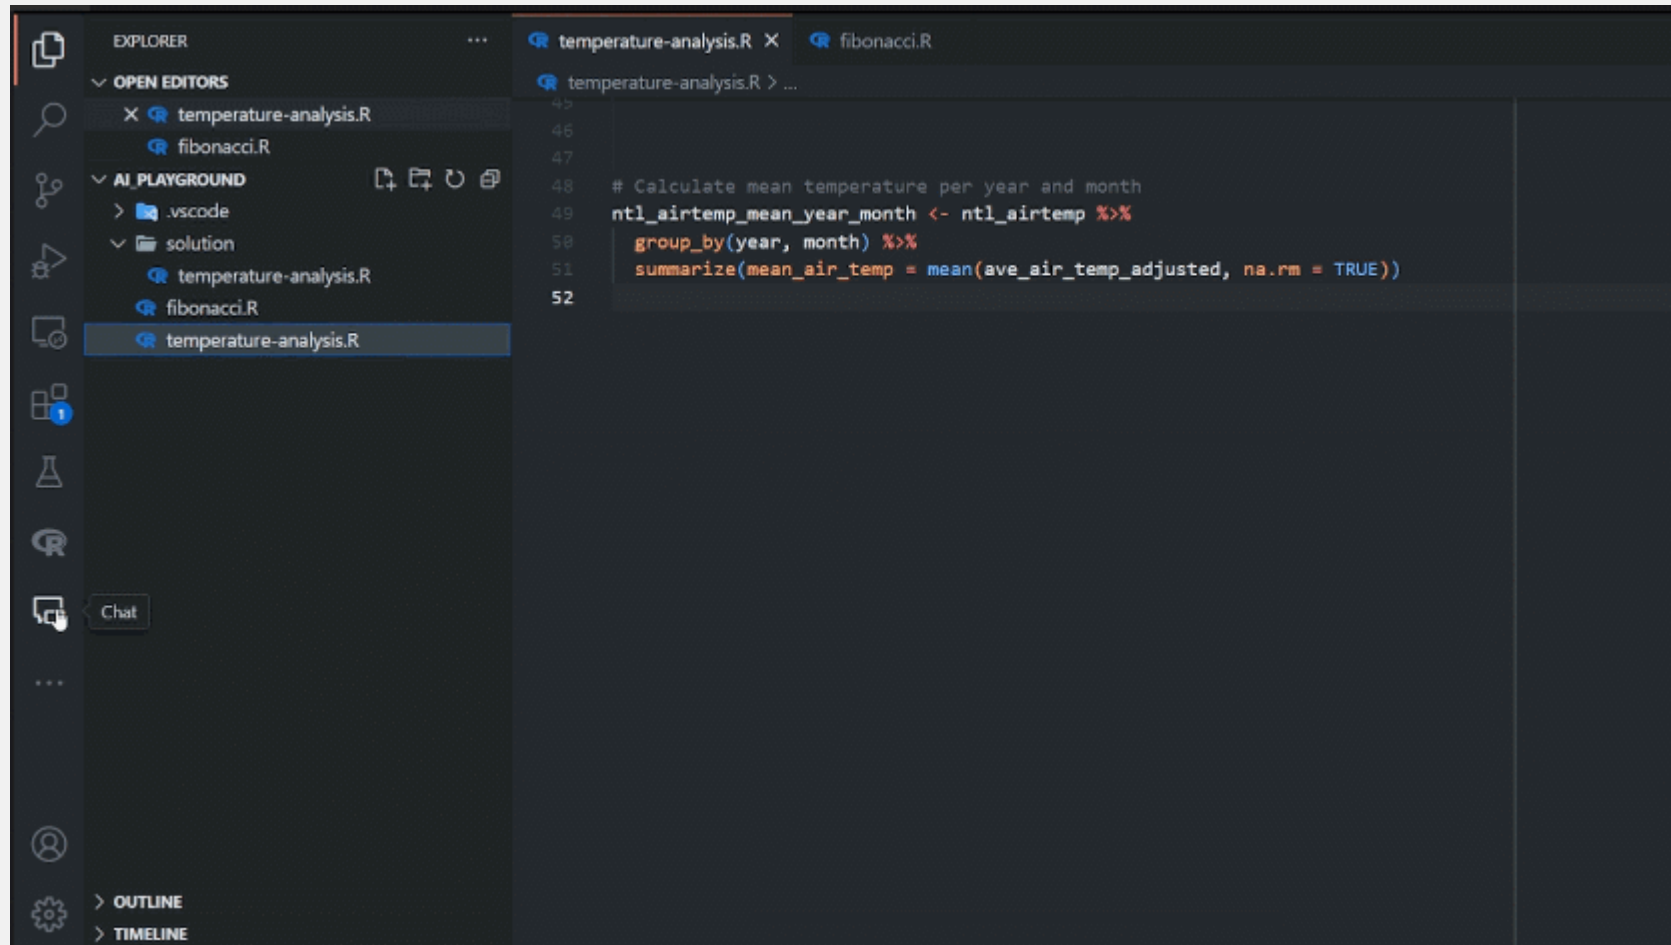 EXPLORER
OPEN EDITORS
temperature-analysis.R
fibonacci.R
AI_PLAYGROUND
.vscode
solution
temperature-analysis.R
fibonacci.R
temperature-analysis.R
1
Chat
OUTLINE
TIMELINE
temperature-analysis.R
fibonacci.R
temperature-analysis.R > ...
45
46
47
48 # Calculate mean temperature per year and month
49 ntl_airtemp_mean_year_month <- ntl_airtemp %>%
50 group_by(year, month) %>%
51 summarize(mean_air_temp = mean(ave_air_temp_adjusted, na.rm = TRUE))
52